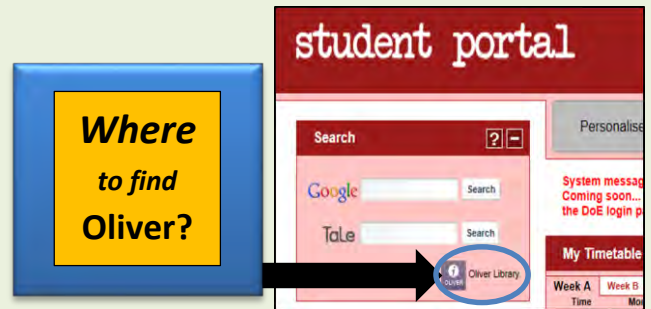 Where
to find
Oliver?
student portal
Search
? −
Google
Search
TaLe
Search
OLIVER
Oliver Library
Personalise
System messag
Coming soon...
the DoE login p
My Timetable
Week A
Week B
Time
Mo